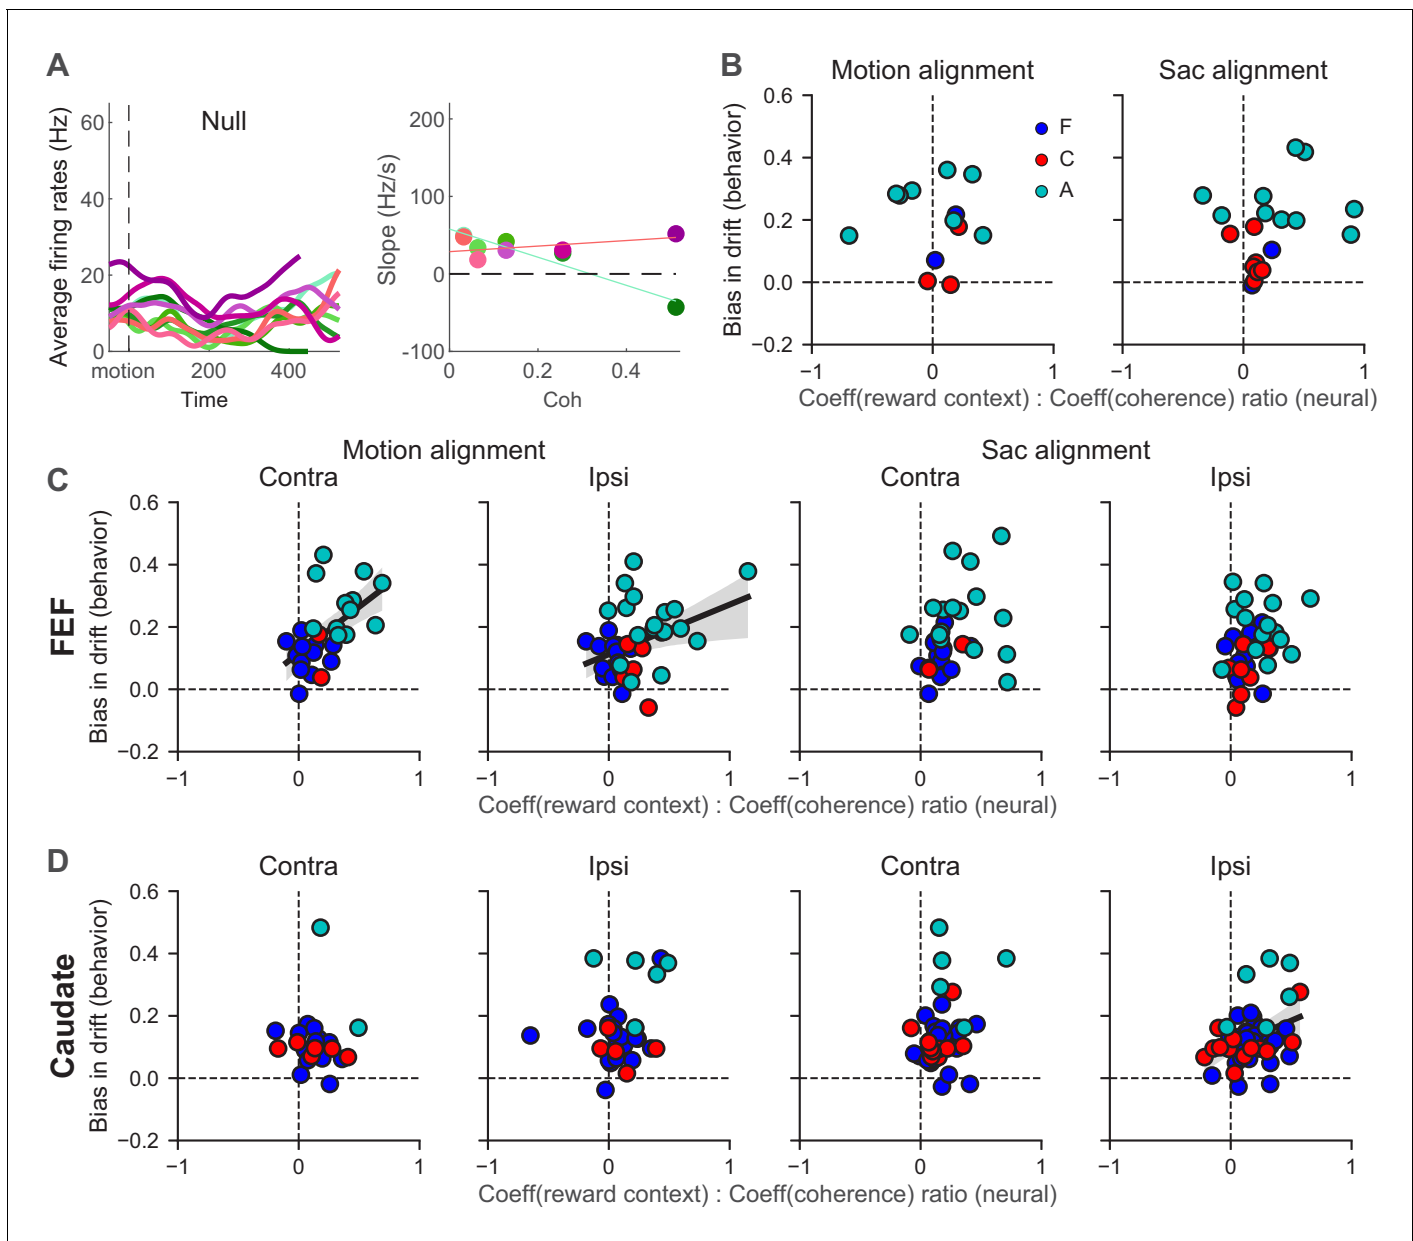 A
Null
Average firing rates (Hz)
60
40
20
0
motion
200
400
Time
Slope (Hz/s)
200
100
0
-100
0
0.2
0.4
Coh
B
Motion alignment
Sac alignment
Bias in drift (behavior)
0.6
0.4
0.2
0.0
−0.2
F
C
A
−1
0
1
−1
0
1
Coeff(reward context) : Coeff(coherence) ratio (neural)
Motion alignment
Sac alignment
C
Contra
Ipsi
Contra
Ipsi
FEF
Bias in drift (behavior)
0.6
0.4
0.2
0.0
−0.2
−1
0
1
−1
0
1
−1
0
1
−1
0
1
Coeff(reward context) : Coeff(coherence) ratio (neural)
D
Contra
Ipsi
Contra
Ipsi
Caudate
Bias in drift (behavior)
0.6
0.4
0.2
0.0
−0.2
−1
0
1
−1
0
1
−1
0
1
−1
0
1
Coeff(reward context) : Coeff(coherence) ratio (neural)